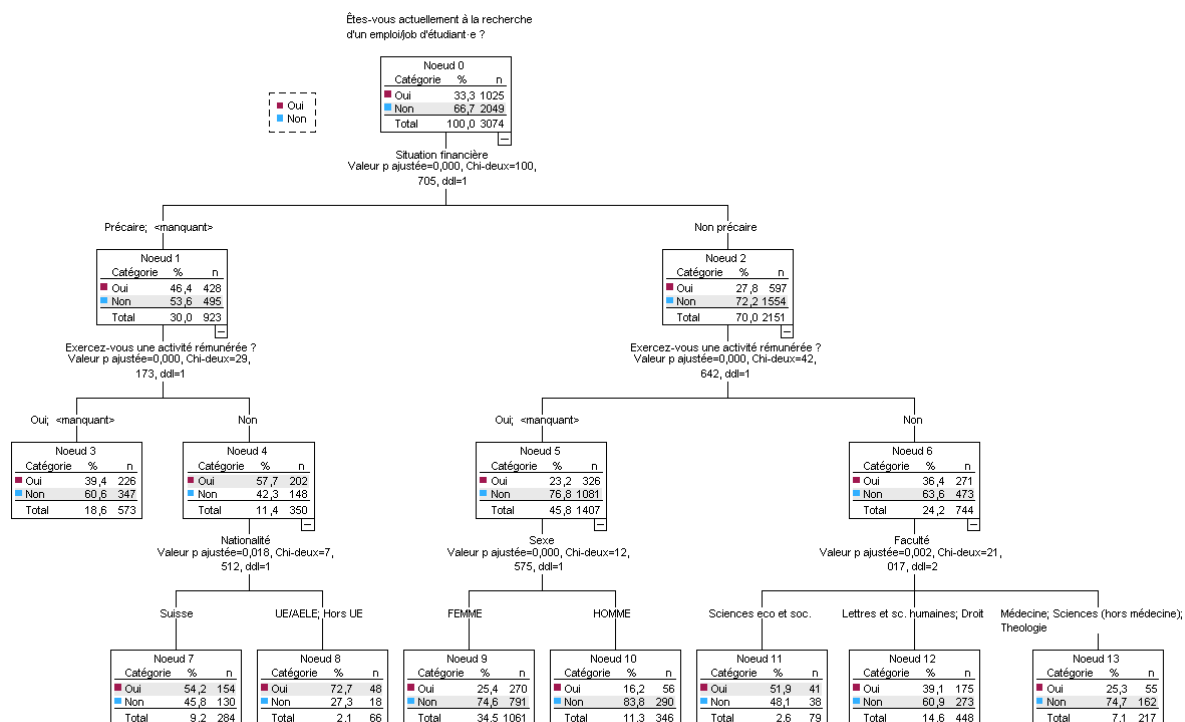 Êtes-vous actuellement à la recherche
d'un emploi/job d'étudiant·e ?
Oui
Non
Noeud 0
Catégorie % n
Oui 33,3 1025
Non 66,7 2049
Total 100,0 3074
Situation financière
Valeur p ajustée=0,000, Chi-deux=100,
705, ddl=1
Précaire; <manquant>
Non précaire
Noeud 1
Catégorie % n
Oui 46,4 428
Non 53,6 495
Total 30,0 923
Noeud 2
Catégorie % n
Oui 27,8 597
Non 72,2 1554
Total 70,0 2151
Exercez-vous une activité rémunérée ?
Valeur p ajustée=0,000, Chi-deux=29,
173, ddl=1
Exercez-vous une activité rémunérée ?
Valeur p ajustée=0,000, Chi-deux=42,
642, ddl=1
Oui; <manquant>
Non
Oui; <manquant>
Non
Noeud 3
Catégorie % n
Oui 39,4 226
Non 60,6 347
Total 18,6 573
Noeud 4
Catégorie % n
Oui 57,7 202
Non 42,3 148
Total 11,4 350
Noeud 5
Catégorie % n
Oui 23,2 326
Non 76,8 1081
Total 45,8 1407
Noeud 6
Catégorie % n
Oui 36,4 271
Non 63,6 473
Total 24,2 744
Nationalité
Valeur p ajustée=0,018, Chi-deux=7,
512, ddl=1
Sexe
Valeur p ajustée=0,000, Chi-deux=12,
575, ddl=1
Faculté
Valeur p ajustée=0,002, Chi-deux=21,
017, ddl=2
Suisse
UE/AELE; Hors UE
FEMME
HOMME
Sciences eco et soc.
Lettres et sc. humaines; Droit
Médecine; Sciences (hors médecine);
Theologie
Noeud 7
Catégorie % n
Oui 54,2 154
Non 45,8 130
Total 9,2 284
Noeud 8
Catégorie % n
Oui 72,7 48
Non 27,3 18
Total 2,1 66
Noeud 9
Catégorie % n
Oui 25,4 270
Non 74,6 791
Total 34,5 1061
Noeud 10
Catégorie % n
Oui 16,2 56
Non 83,8 290
Total 11,3 346
Noeud 11
Catégorie % n
Oui 51,9 41
Non 48,1 38
Total 2,6 79
Noeud 12
Catégorie % n
Oui 39,1 175
Non 60,9 273
Total 14,6 448
Noeud 13
Catégorie % n
Oui 25,3 55
Non 74,7 162
Total 7,1 217